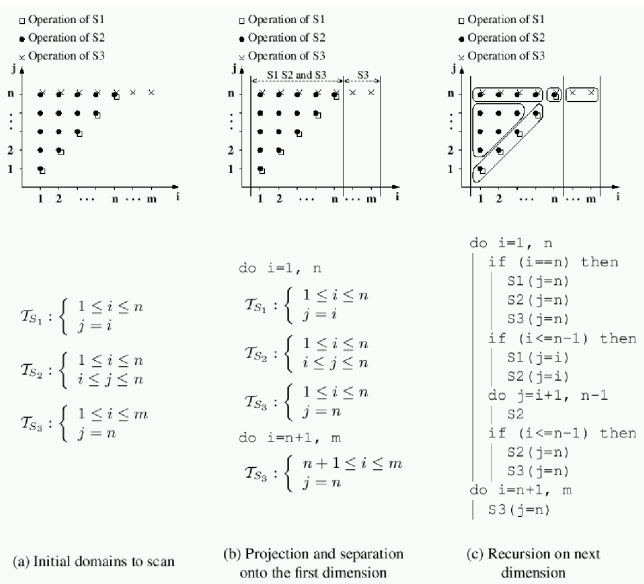 Operation of S1
Operation of S2
Operation of S3
j
n
⋮
2
1
1 2 ··· n ··· m i
𝒯S1 : { 1 ≤ i ≤ n
j = i
𝒯S2 : { 1 ≤ i ≤ n
i ≤ j ≤ n
𝒯S3 : { 1 ≤ i ≤ m
j = n
(a) Initial domains to scan
Operation of S1
Operation of S2
Operation of S3
j
S1 S2 and S3 S3
n
⋮
2
1
1 2 ··· n ··· m i
do i=1, n
𝒯S1 : { 1 ≤ i ≤ n
j = i
𝒯S2 : { 1 ≤ i ≤ n
i ≤ j ≤ n
𝒯S3 : { 1 ≤ i ≤ n
j = n
do i=n+1, m
𝒯S3 : { n + 1 ≤ i ≤ m
j = n
(b) Projection and separation
onto the first dimension
Operation of S1
Operation of S2
Operation of S3
j
n
⋮
2
1
1 2 ··· n ··· m i
do i=1, n
if (i==n) then
S1(j=n)
S2(j=n)
S3(j=n)
if (i<=n-1) then
S1(j=i)
S2(j=i)
do j=i+1, n-1
S2
if (i<=n-1) then
S2(j=n)
S3(j=n)
do i=n+1, m
S3(j=n)
(c) Recursion on next
dimension